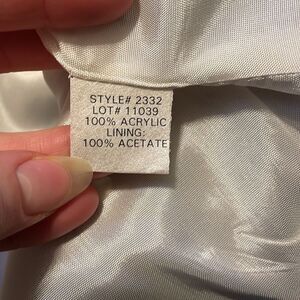 STYLE# 2332
LOT# 11039
100% ACRYLIC
LINING:
100% ACETATE